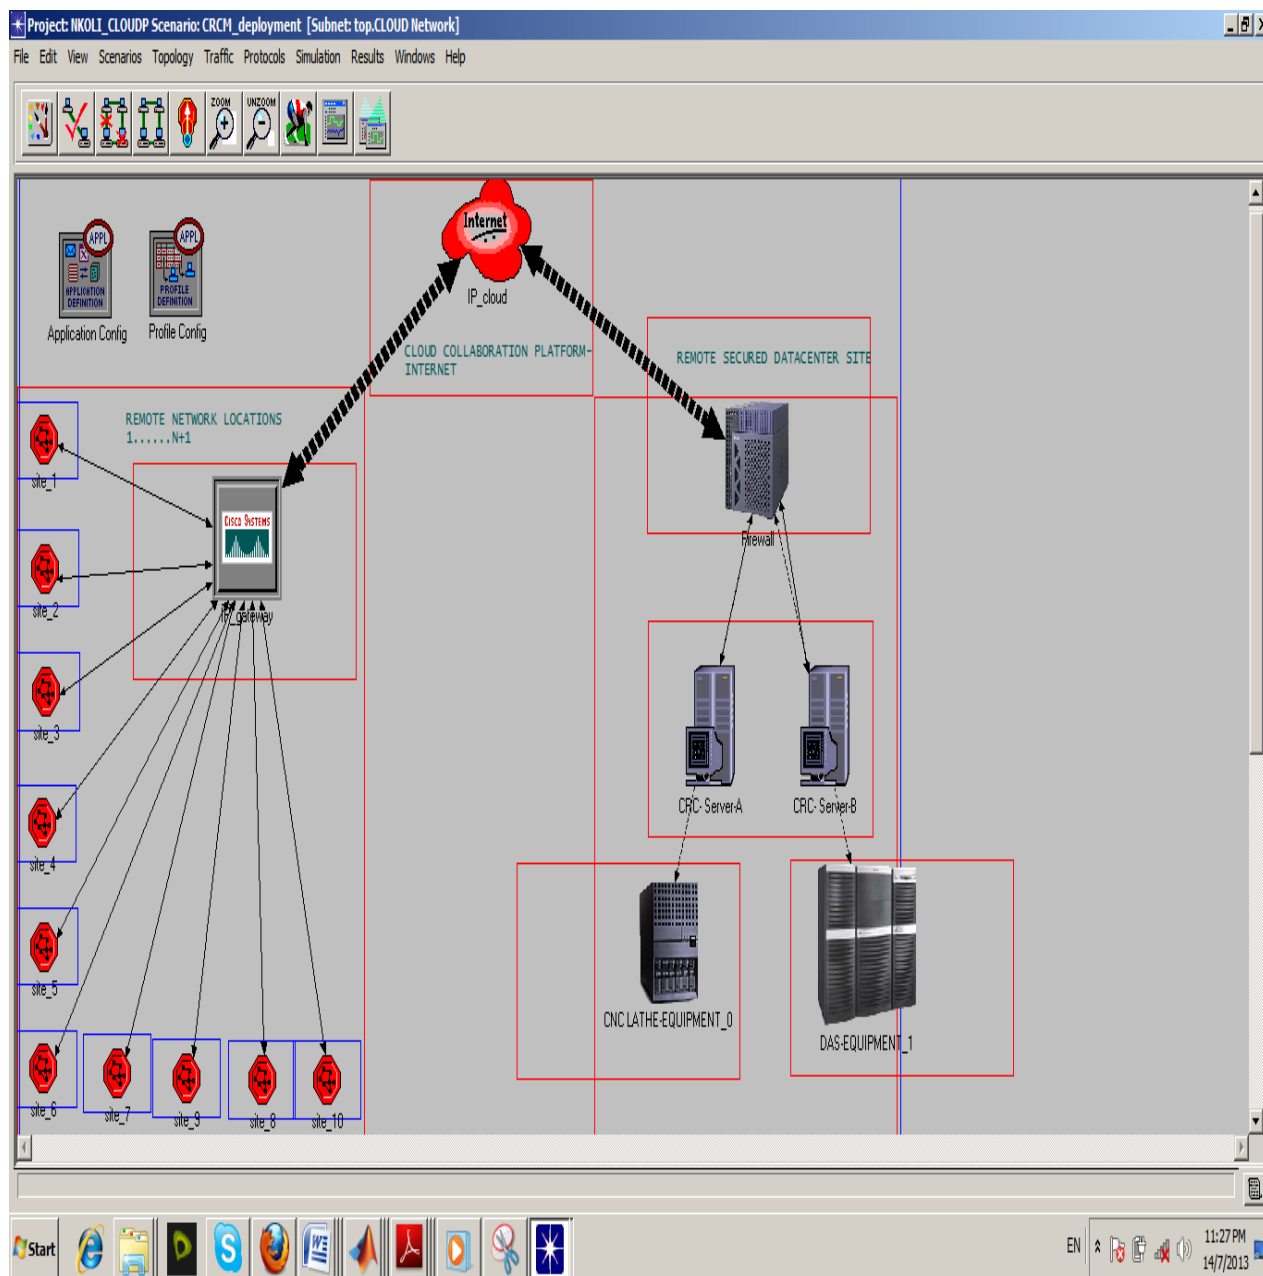 Project: NKOLI_CLOUDP Scenario: CRCM_deployment [Subnet: top.CLOUD Network]
File Edit View Scenarios Topology Traffic Protocols Simulation Results Windows Help
ZOOM UNZOOM
Internet
IP_cloud
APPL APPL
APPLICATION DEFINITION
PROFILE DEFINITION
Application Config Profile Config
CLOUD COLLABORATION PLATFORM-
INTERNET
REMOTE SECURED DATACENTER SITE
REMOTE NETWORK LOCATIONS
1......N+1
site_1
CISCO SYSTEMS
Firewall
site_2
IP_gateway
site_3
CRC- Server-A CRC- Server-B
site_4
site_5
CNC LATHE-EQUIPMENT_0
DAS-EQUIPMENT_1
site_6 site_7 site_9 site_8 site_10
Start
EN
11:27 PM
14/7/2013